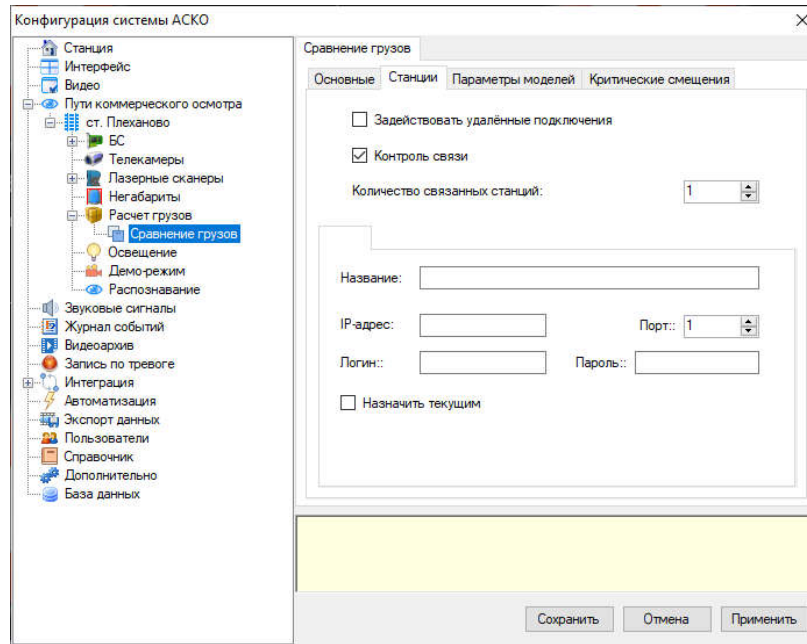 Конфигурация системы АСКО
Станция
Интерфейс
Видео
Пути коммерческого осмотра
ст. Плеханово
БС
Телекамеры
Лазерные сканеры
Негабариты
Расчет грузов
Сравнение грузов
Освещение
Демо-режим
Распознавание
Звуковые сигналы
Журнал событий
Видеоархив
Запись по тревоге
Интеграция
Автоматизация
Экспорт данных
Пользователи
Справочник
Дополнительно
База данных
Сравнение грузов
Основные Станции Параметры моделей Критические смещения
Задействовать удалённые подключения
Контроль связи
Количество связанных станций: 1
Название:
IP-адрес: Порт:: 1
Логин:: Пароль::
Назначить текущим
Сохранить Отмена Применить